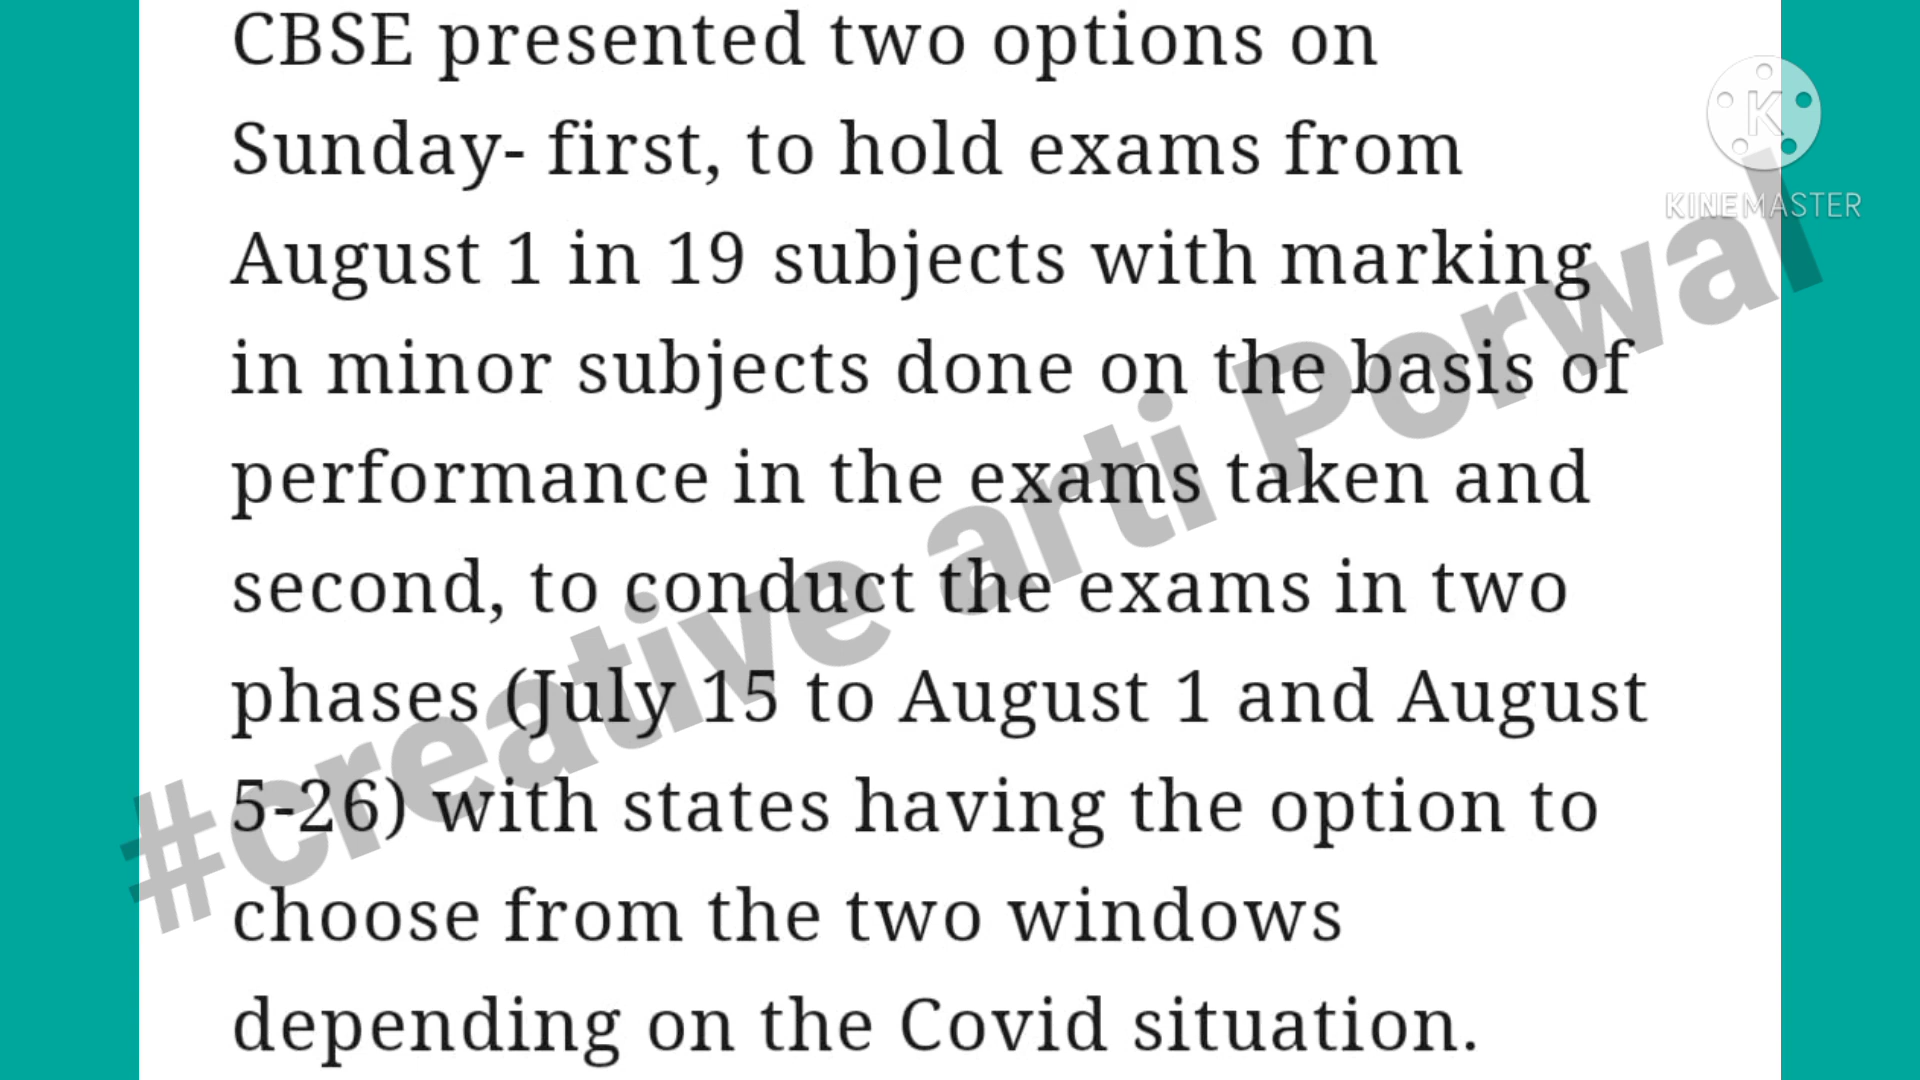 CBSE presented two options on
Sunday- first, to hold exams from
August 1 in 19 subjects with marking
in minor subjects done on the basis of
performance in the exams taken and
second, to conduct the exams in two
phases (July 15 to August 1 and August
5-26) with states having the option to
choose from the two windows
depending on the Covid situation.
K
KINEMASTER
#creative arti Porwal